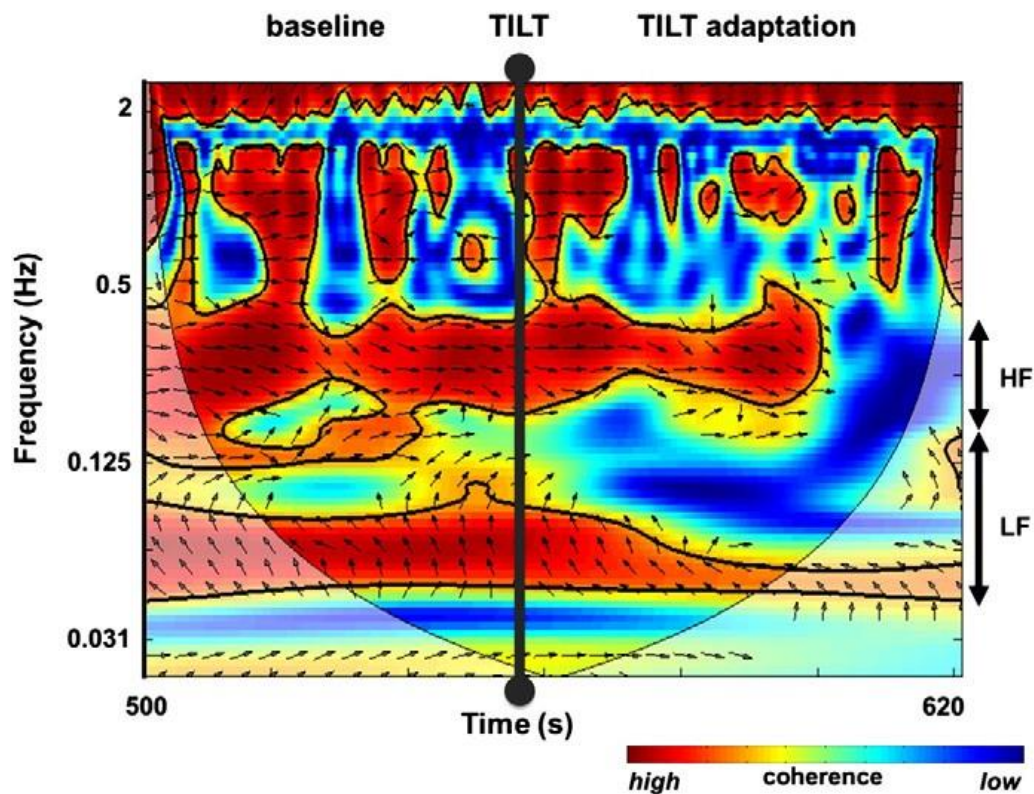 baseline TILT TILT adaptation
2
0.5
0.125
0.031
Frequency (Hz)
HF
LF
500 620
Time (s)
high coherence low